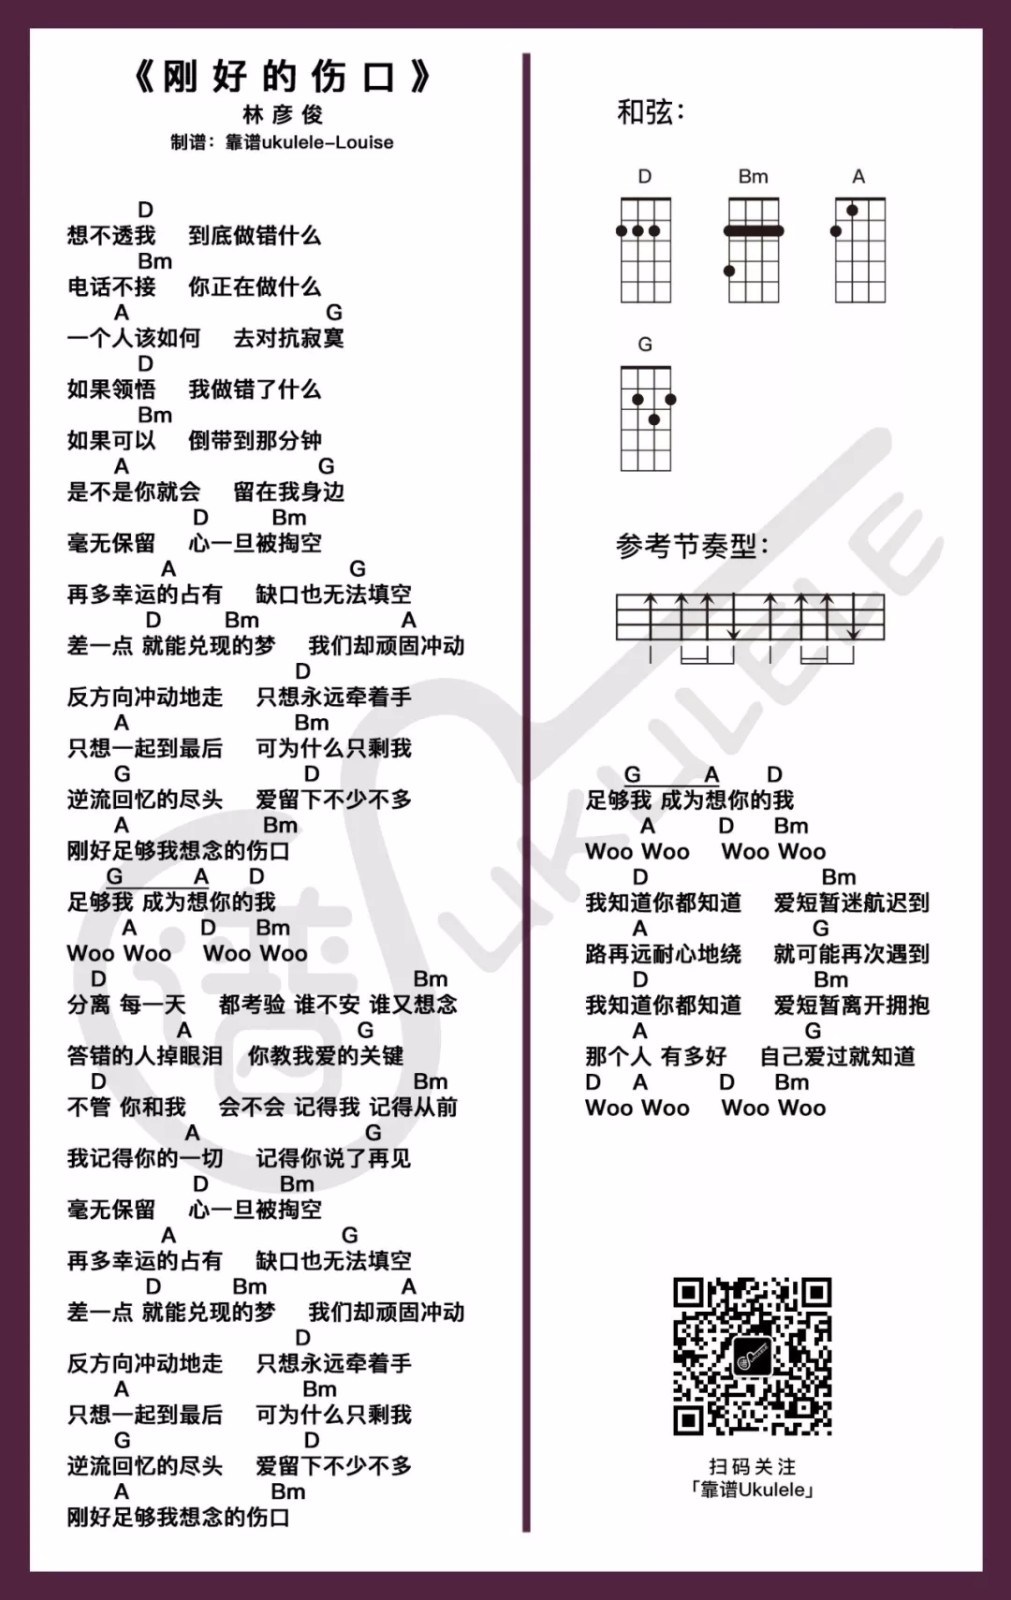 《刚好的伤口》
林彦俊
制谱：靠谱ukulele-Louise
D
想不透我 到底做错什么
Bm
电话不接 你正在做什么
A G
一个人该如何 去对抗寂寞
D
如果领悟 我做错了什么
Bm
如果可以 倒带到那分钟
A G
是不是你就会 留在我身边
D Bm
毫无保留 心一旦被掏空
A G
再多幸运的占有 缺口也无法填空
D Bm A
差一点 就能兑现的梦 我们却顽固冲动
D
反方向冲动地走 只想永远牵着手
A Bm
只想一起到最后 可为什么只剩我
G D
逆流回忆的尽头 爱留下不少不多
A Bm
刚好足够我想念的伤口
G A D
足够我 成为想你的我
A D Bm
Woo Woo Woo Woo
D Bm
分离 每一天 都考验 谁不安 谁又想念
A G
答错的人掉眼泪 你教我爱的关键
D Bm
不管 你和我 会不会 记得我 记得从前
A G
我记得你的一切 记得你说了再见
D Bm
毫无保留 心一旦被掏空
A G
再多幸运的占有 缺口也无法填空
D Bm A
差一点 就能兑现的梦 我们却顽固冲动
D
反方向冲动地走 只想永远牵着手
A Bm
只想一起到最后 可为什么只剩我
G D
逆流回忆的尽头 爱留下不少不多
A Bm
刚好足够我想念的伤口
和弦：
D Bm A
G
参考节奏型：
G A D
足够我 成为想你的我
A D Bm
Woo Woo Woo Woo
D Bm
我知道你都知道 爱短暂迷航迟到
A G
路再远耐心地绕 就可能再次遇到
D Bm
我知道你都知道 爱短暂离开拥抱
A G
那个人 有多好 自己爱过就知道
D A D Bm
Woo Woo Woo Woo
扫码关注
「靠谱Ukulele」
谱 UKULELE